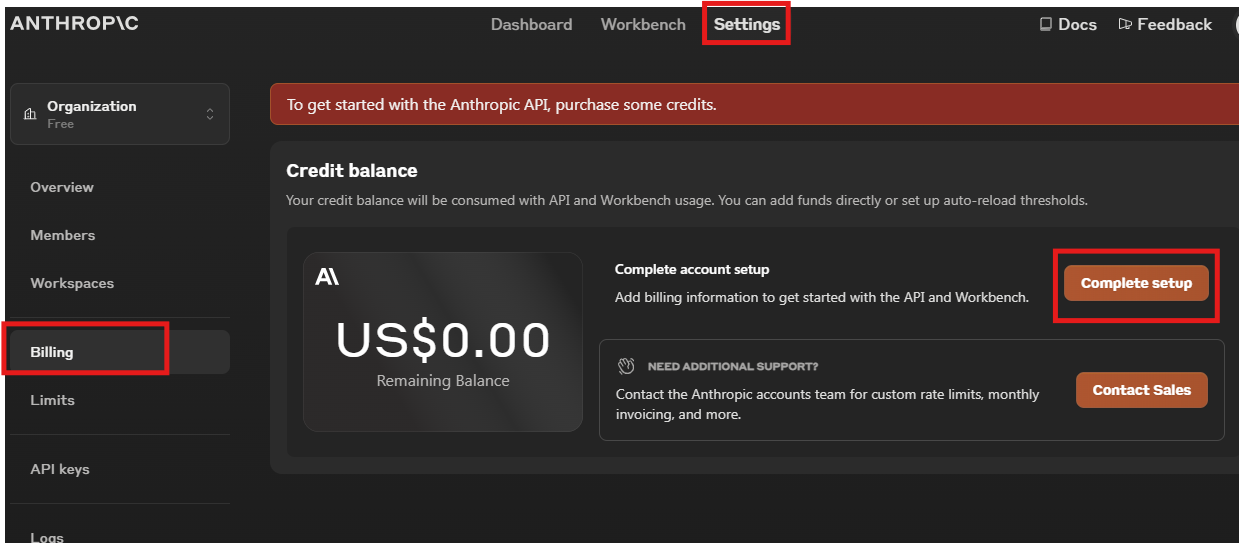 ANTHROP\C
Dashboard Workbench Settings
Docs Feedback
Organization
Free
Overview
Members
Workspaces
Billing
Limits
API keys
Logs
To get started with the Anthropic API, purchase some credits.
Credit balance
Your credit balance will be consumed with API and Workbench usage. You can add funds directly or set up auto-reload thresholds.
A\
US$0.00
Remaining Balance
Complete account setup
Add billing information to get started with the API and Workbench.
Complete setup
NEED ADDITIONAL SUPPORT?
Contact the Anthropic accounts team for custom rate limits, monthly
invoicing, and more.
Contact Sales